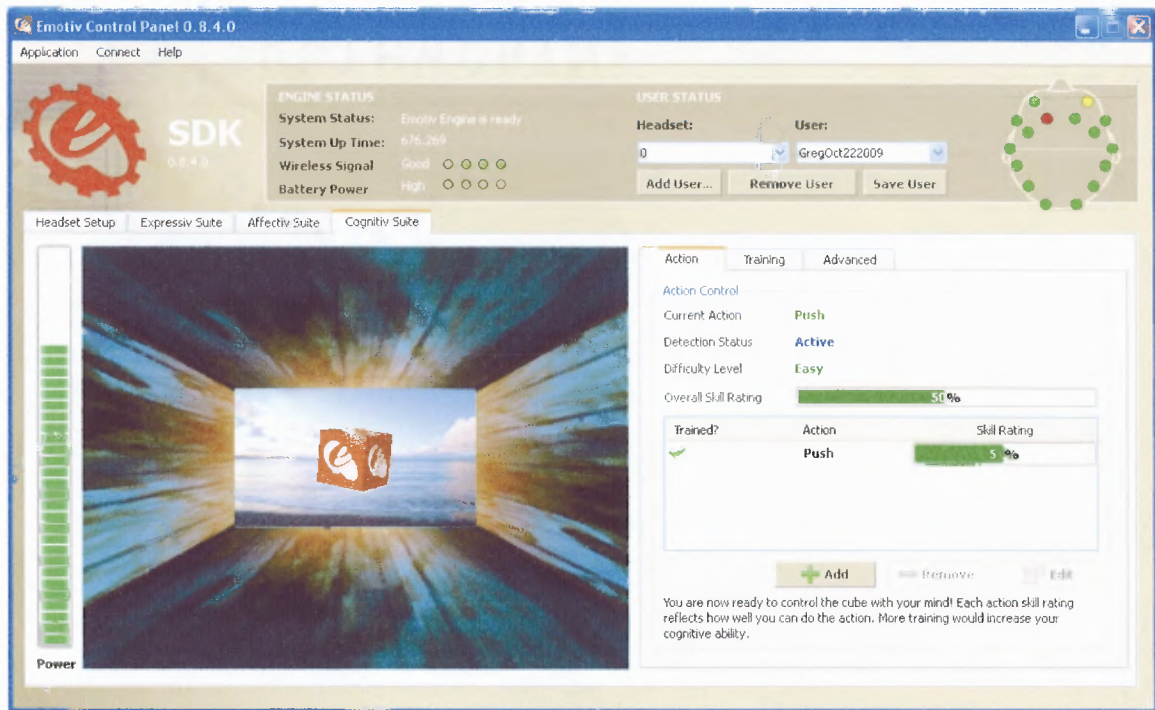 Emotiv Control Panel 0.8.4.0
Application Connect Help
SDK
0.8.4.0
ENGINE STATUS
System Status: Emotiv Engine is ready
System Up Time: 676.269
Wireless Signal Good
Battery Power High
USER STATUS
Headset: User:
0 GregOct222009
Add User... Remove User Save User
Headset Setup Expressiv Suite Affectiv Suite Cognitiv Suite
Power
Action Training Advanced
Action Control
Current Action Push
Detection Status Active
Difficulty Level Easy
Overall Skill Rating 50%
Trained? Action Skill Rating
Push 5 %
Add Remove Edit
You are now ready to control the cube with your mind! Each action skill rating
reflects how well you can do the action. More training would increase your
cognitive ability.